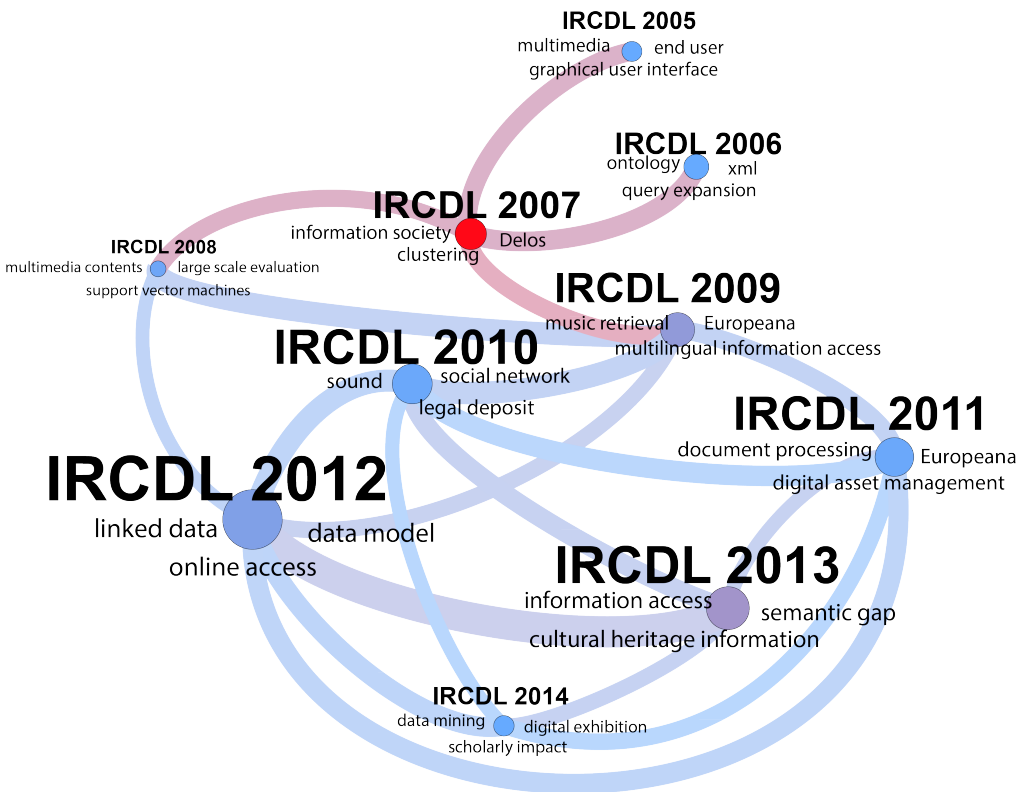 IRCDL 2005
multimedia end user
graphical user interface
IRCDL 2006
ontology xml
query expansion
IRCDL 2007
information society Delos
clustering
IRCDL 2008
multimedia contents large scale evaluation
support vector machines
IRCDL 2009
music retrieval Europeana
multilingual information access
IRCDL 2010
sound social network
legal deposit
IRCDL 2011
document processing Europeana
digital asset management
IRCDL 2012
linked data data model
online access
IRCDL 2013
information access semantic gap
cultural heritage information
IRCDL 2014
data mining digital exhibition
scholarly impact